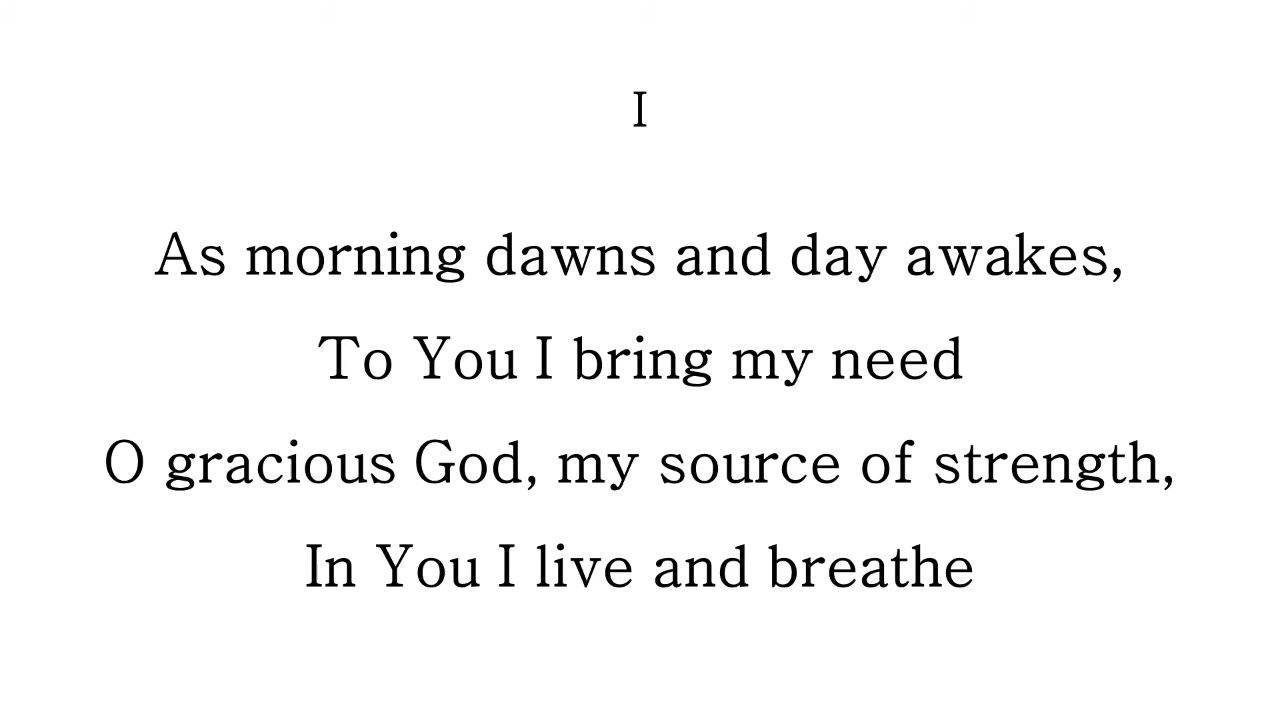 I
As morning dawns and day awakes,
To You I bring my need
O gracious God, my source of strength,
In You I live and breathe